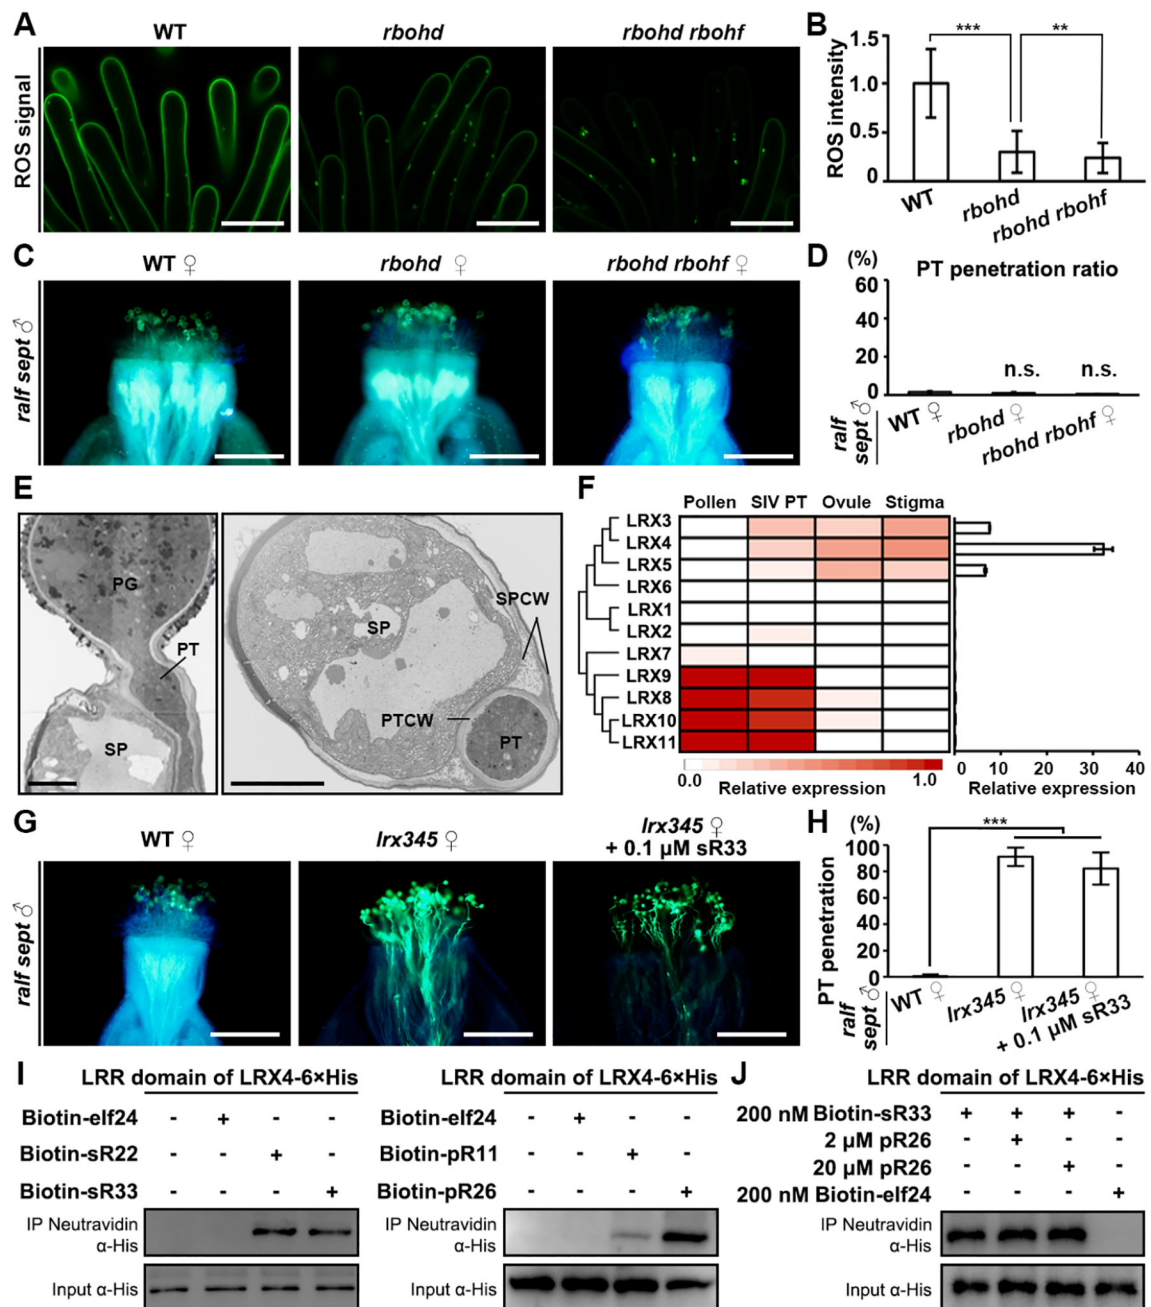 A
WT
rbohd
rbohd rbohf
ROS signal
B
ROS intensity
1.5
1.0
0.5
0
***
**
WT
rbohd
rbohd rbohf
C
WT ♀
rbohd ♀
rbohd rbohf ♀
ralf sept ♂
D
(%)
PT penetration ratio
60
40
20
0
n.s.
n.s.
ralf
sept ♂
WT ♀
rbohd ♀
rbohd rbohf ♀
E
PG
PT
SP
SP
SPCW
PTCW
PT
F
Pollen SIV PT Ovule Stigma
LRX3
LRX4
LRX5
LRX6
LRX1
LRX2
LRX7
LRX9
LRX8
LRX10
LRX11
0.0 1.0
Relative expression
0 10 20 30 40
Relative expression
G
WT ♀
lrx345 ♀
lrx345 ♀
+ 0.1 µM sR33
ralf sept ♂
H
(%)
PT penetration
100
80
60
40
20
0
***
ralf
sept ♂
WT ♀
lrx345 ♀
lrx345 ♀
+ 0.1 µM sR33
I
LRR domain of LRX4-6×His
Biotin-elf24 - + - -
Biotin-sR22 - - + -
Biotin-sR33 - - - +
IP Neutravidin
α-His
Input α-His
LRR domain of LRX4-6×His
Biotin-elf24 - + - -
Biotin-pR11 - - + -
Biotin-pR26 - - - +
IP Neutravidin
α-His
Input α-His
J
LRR domain of LRX4-6×His
200 nM Biotin-sR33 + + + -
2 µM pR26 - + - -
20 µM pR26 - - + -
200 nM Biotin-elf24 - - - +
IP Neutravidin
α-His
Input α-His